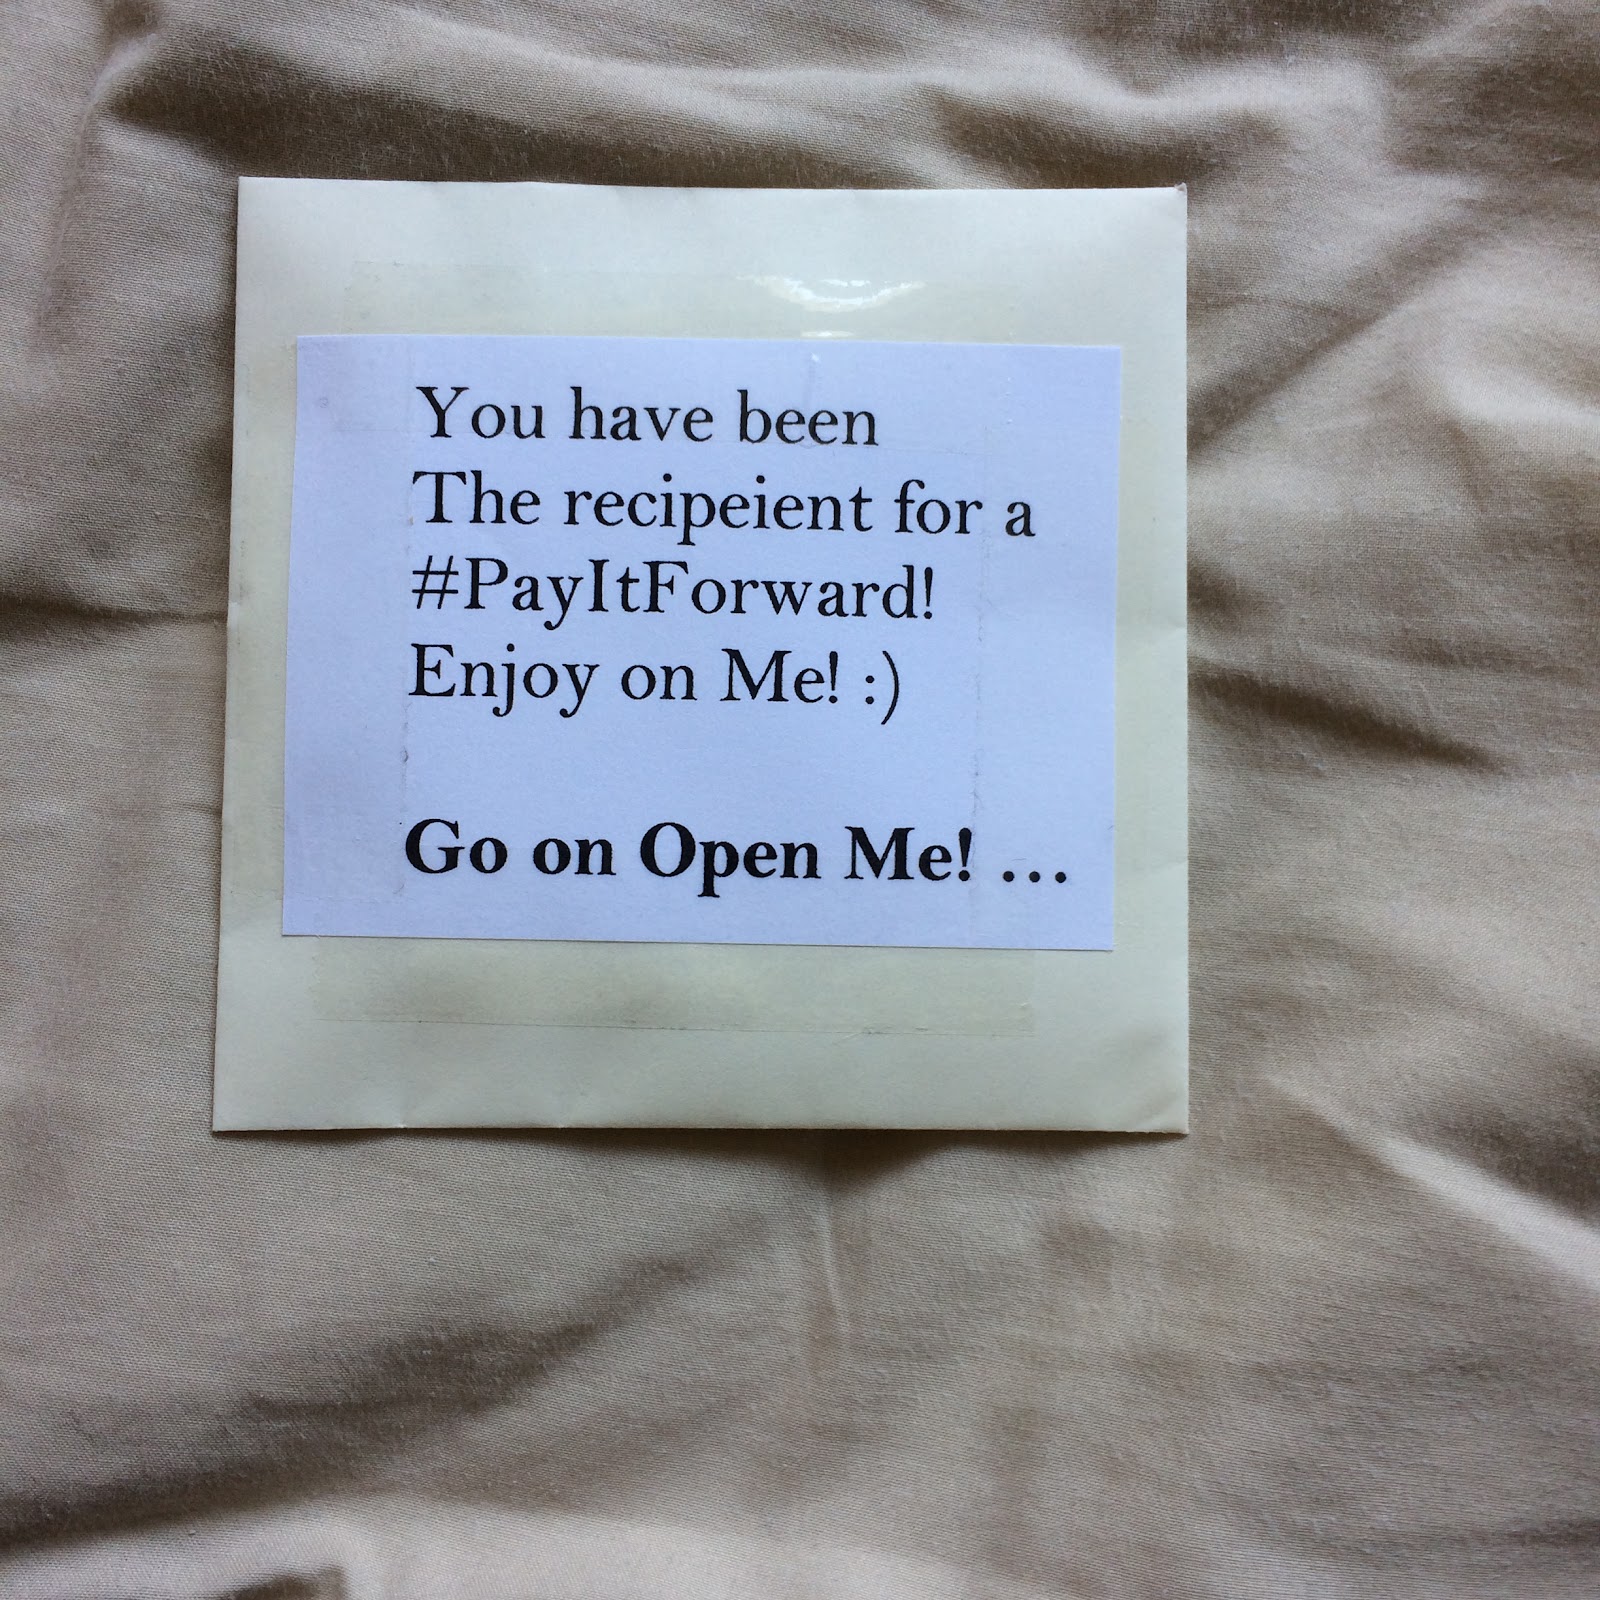 You have been
The recipeient for a
#PayItForward!
Enjoy on Me! :)
Go on Open Me! ...